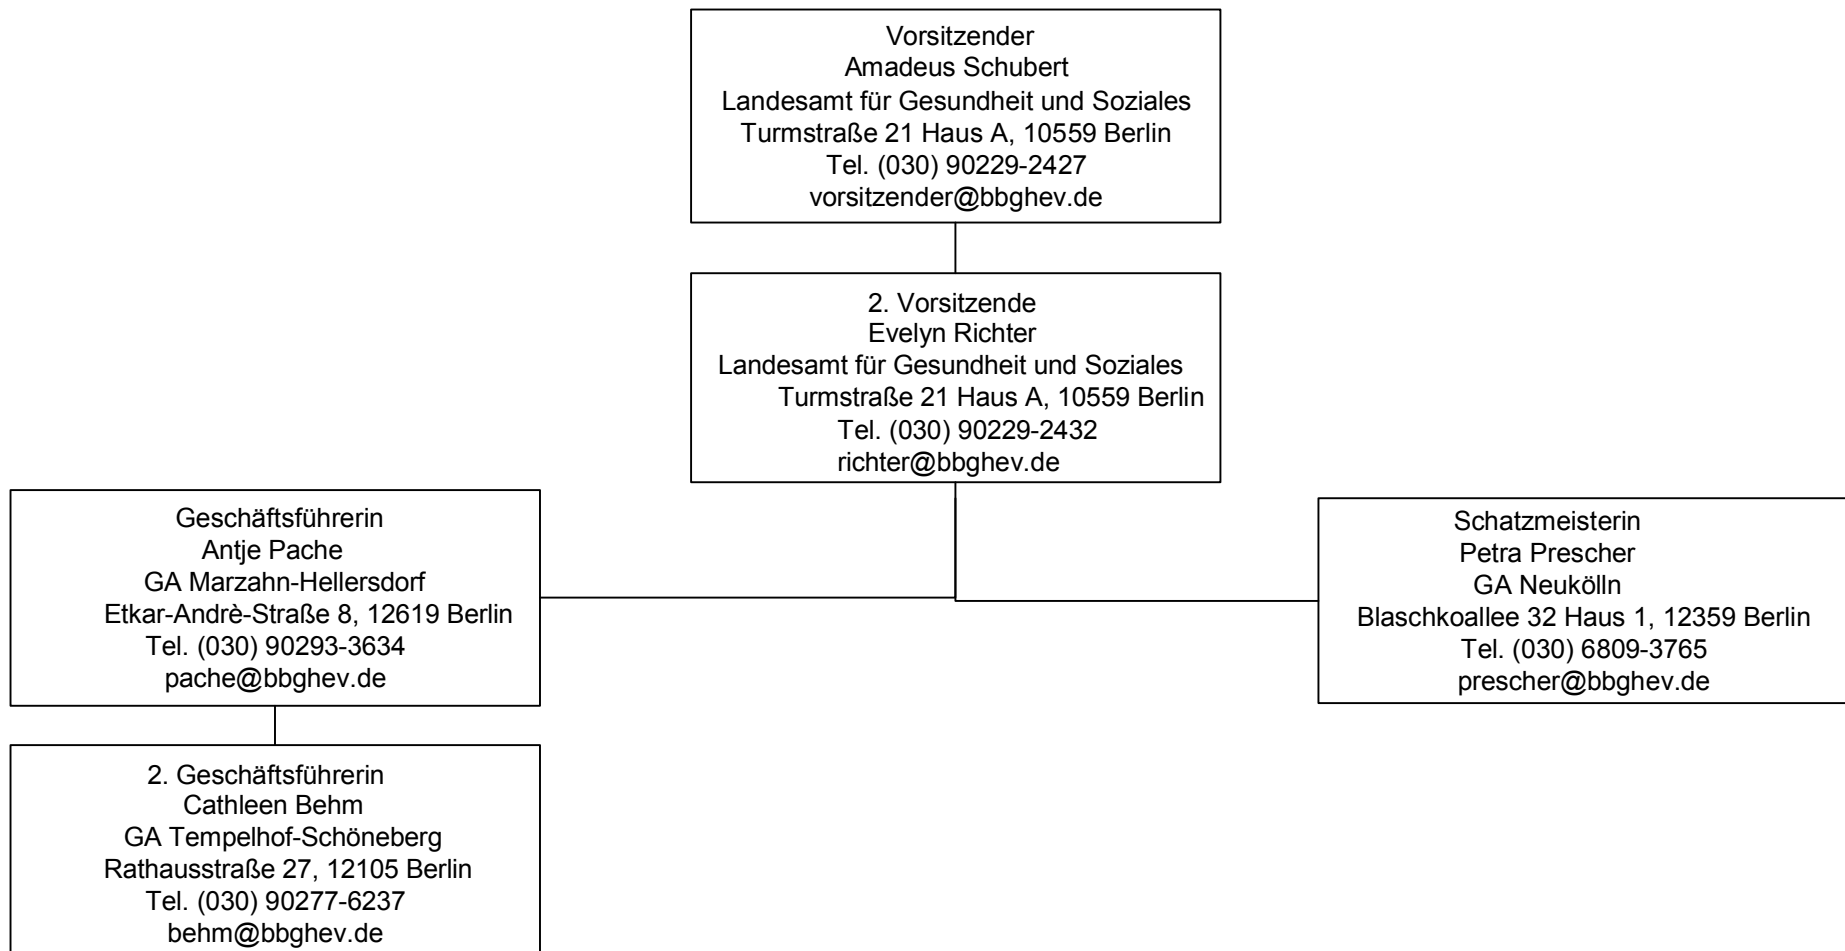 Vorsitzender
Amadeus Schubert
Landesamt für Gesundheit und Soziales
Turmstraße 21 Haus A, 10559 Berlin
Tel. (030) 90229-2427
vorsitzender@bbghev.de
2. Vorsitzende
Evelyn Richter
Landesamt für Gesundheit und Soziales
Turmstraße 21 Haus A, 10559 Berlin
Tel. (030) 90229-2432
richter@bbghev.de
Geschäftsführerin
Antje Pache
GA Marzahn-Hellersdorf
Etkar-Andrè-Straße 8, 12619 Berlin
Tel. (030) 90293-3634
pache@bbghev.de
Schatzmeisterin
Petra Prescher
GA Neukölln
Blaschkoallee 32 Haus 1, 12359 Berlin
Tel. (030) 6809-3765
prescher@bbghev.de
2. Geschäftsführerin
Cathleen Behm
GA Tempelhof-Schöneberg
Rathausstraße 27, 12105 Berlin
Tel. (030) 90277-6237
behm@bbghev.de